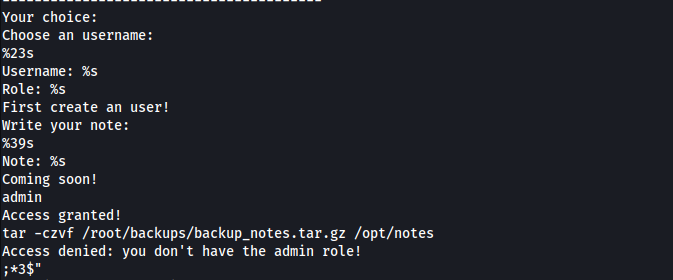 ----------------------------------------
Your choice:
Choose an username:
%23s
Username: %s
Role: %s
First create an user!
Write your note:
%39s
Note: %s
Coming soon!
admin
Access granted!
tar -czvf /root/backups/backup_notes.tar.gz /opt/notes
Access denied: you don't have the admin role!
;*3$"